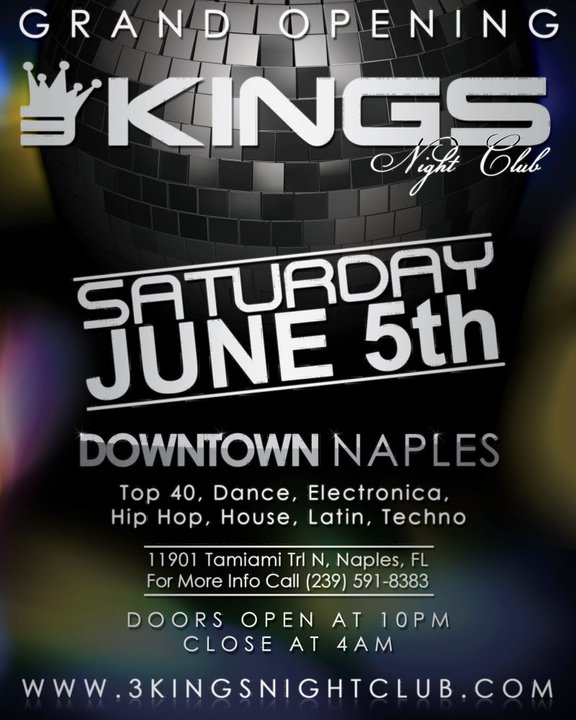 GRAND OPENING
3 KINGS
Night Club
SATURDAY
JUNE 5th
DOWNTOWN NAPLES
Top 40, Dance, Electronica,
Hip Hop, House, Latin, Techno
11901 Tamiami Trl N, Naples, FL
For More Info Call (239) 591-8383
DOORS OPEN AT 10PM
CLOSE AT 4AM
WWW.3KINGSNIGHTCLUB.COM